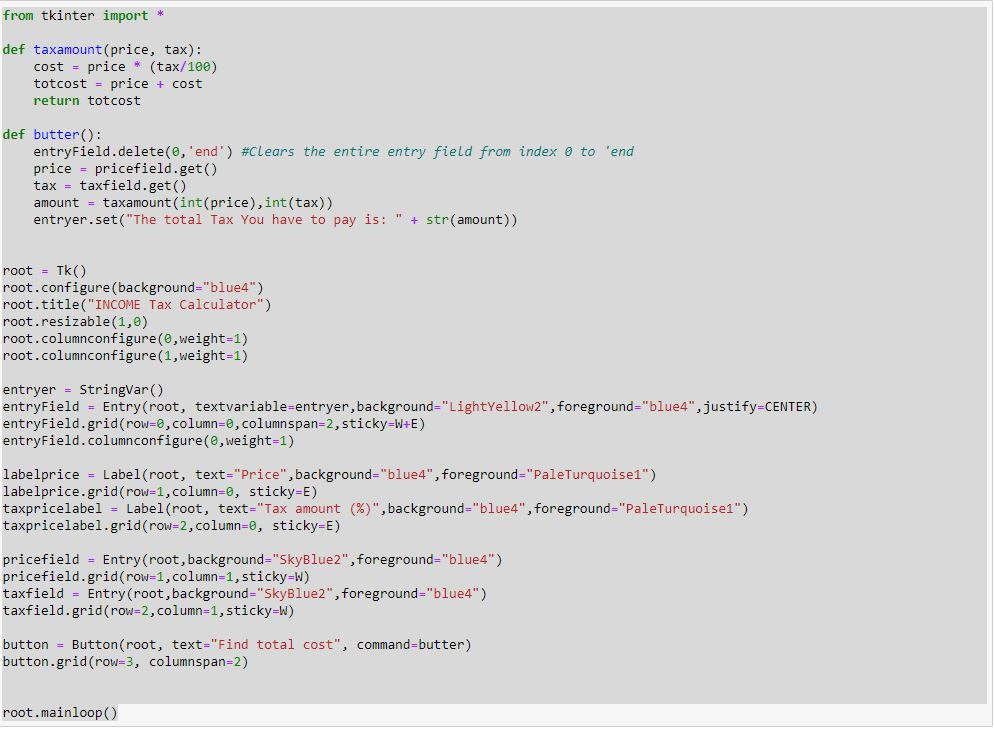 from tkinter import *
def taxamount(price, tax):
    cost = price * (tax/100)
    totcost = price + cost
    return totcost
def butter():
    entryField.delete(0,'end') #Clears the entire entry field from index 0 to 'end
    price = pricefield.get()
    tax = taxfield.get()
    amount = taxamount(int(price),int(tax))
    entryer.set("The total Tax You have to pay is: " + str(amount))
root = Tk()
root.configure(background="blue4")
root.title("INCOME Tax Calculator")
root.resizable(1,0)
root.columnconfigure(0,weight=1)
root.columnconfigure(1,weight=1)
entryer = StringVar()
entryField = Entry(root, textvariable=entryer,background="LightYellow2",foreground="blue4",justify=CENTER)
entryField.grid(row=0,column=0,columnspan=2,sticky=W+E)
entryField.columnconfigure(0,weight=1)
labelprice = Label(root, text="Price",background="blue4",foreground="PaleTurquoise1")
labelprice.grid(row=1,column=0, sticky=E)
taxpricelabel = Label(root, text="Tax amount (%)",background="blue4",foreground="PaleTurquoise1")
taxpricelabel.grid(row=2,column=0, sticky=E)
pricefield = Entry(root,background="SkyBlue2",foreground="blue4")
pricefield.grid(row=1,column=1,sticky=W)
taxfield = Entry(root,background="SkyBlue2",foreground="blue4")
taxfield.grid(row=2,column=1,sticky=W)
button = Button(root, text="Find total cost", command=butter)
button.grid(row=3, columnspan=2)
root.mainloop()